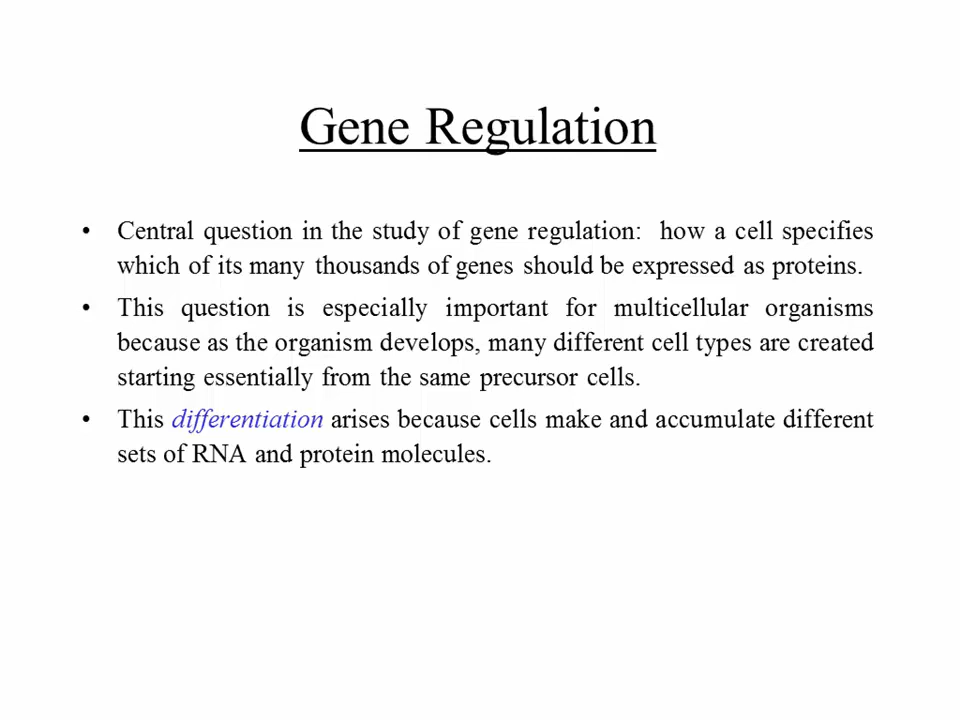 Gene Regulation
• Central question in the study of gene regulation:  how a cell specifies
which of its many thousands of genes should be expressed as proteins.
• This question is especially important for multicellular organisms
because as the organism develops, many different cell types are created
starting essentially from the same precursor cells.
• This differentiation arises because cells make and accumulate different
sets of RNA and protein molecules.